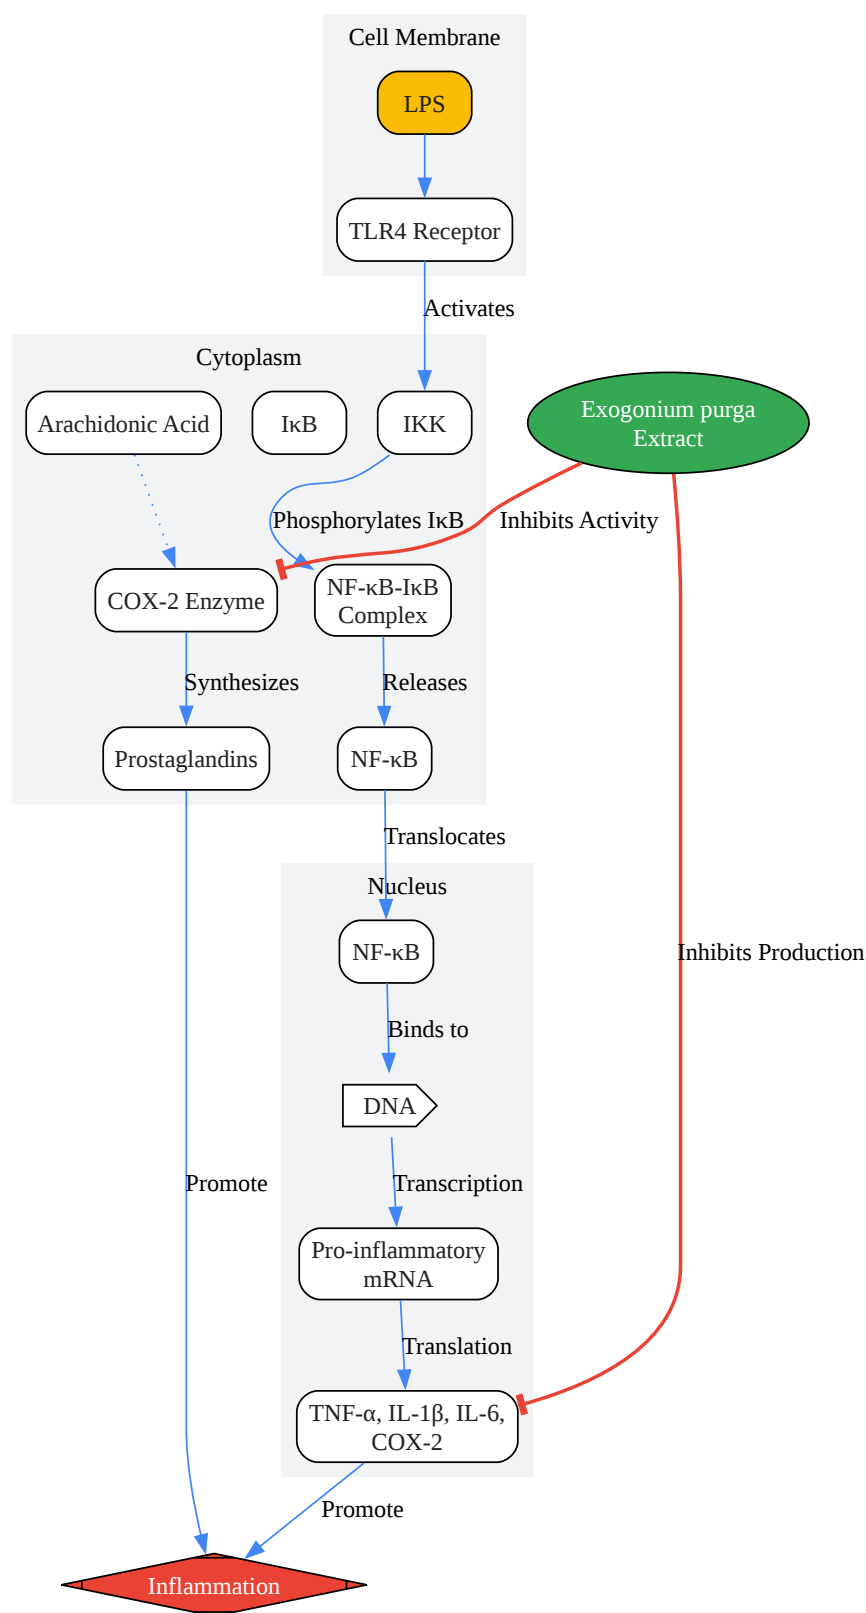 Cell Membrane
LPS
TLR4 Receptor
Activates
Cytoplasm
Arachidonic Acid
IκB
IKK
Exogonium purga
Extract
Phosphorylates IκB
Inhibits Activity
COX-2 Enzyme
NF-κB-IκB
Complex
Synthesizes
Releases
Prostaglandins
NF-κB
Translocates
Nucleus
NF-κB
Inhibits Production
Binds to
DNA
Promote
Transcription
Pro-inflammatory
mRNA
Translation
TNF-α, IL-1β, IL-6,
COX-2
Promote
Inflammation